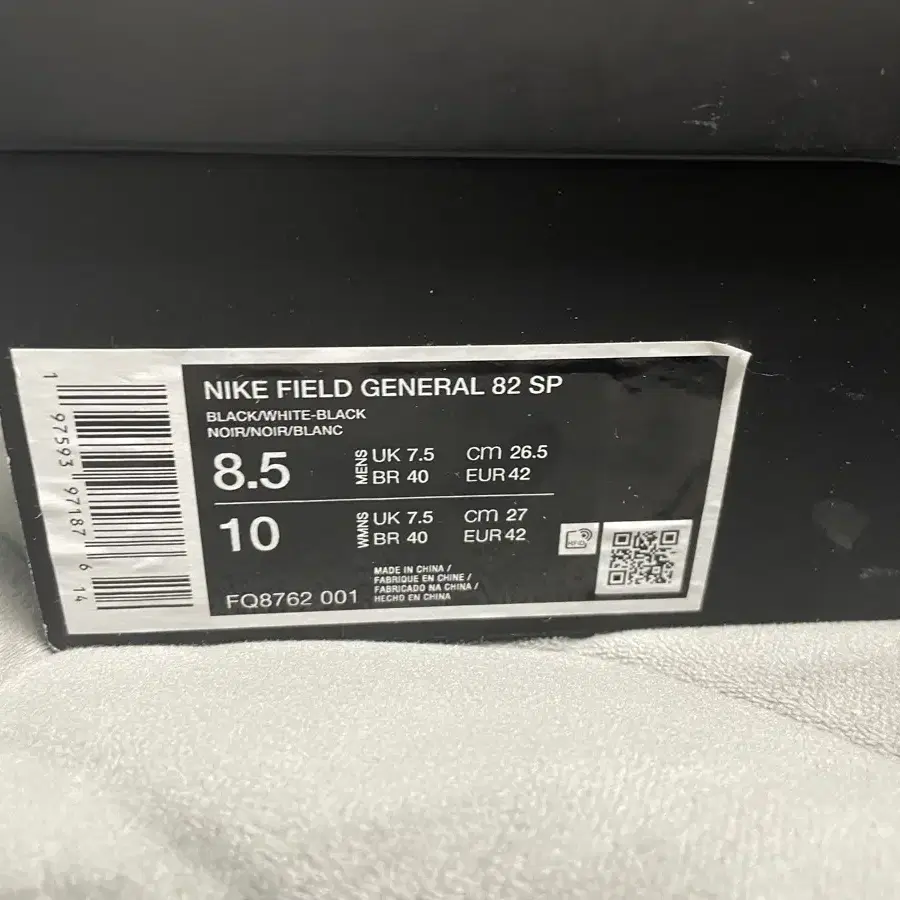 NIKE FIELD GENERAL 82 SP
BLACK/WHITE-BLACK
NOIR/NOIR/BLANC
8.5 MENS UK 7.5 cm 26.5
BR 40 EUR 42
10 WMNS UK 7.5 cm 27
BR 40 EUR 42
FQ8762 001
MADE IN CHINA /
FABRIQUE EN CHINE /
FABRICADO NA CHINA /
HECHO EN CHINA
1 97593 97187 6 14